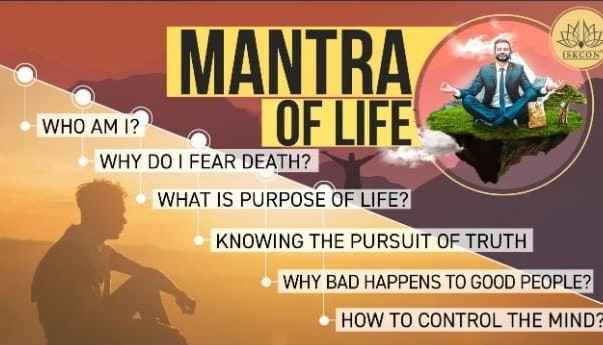 MANTRA
OF LIFE
ISKCON
WHO AM I?
WHY DO I FEAR DEATH?
WHAT IS PURPOSE OF LIFE?
KNOWING THE PURSUIT OF TRUTH
WHY BAD HAPPENS TO GOOD PEOPLE?
HOW TO CONTROL THE MIND?